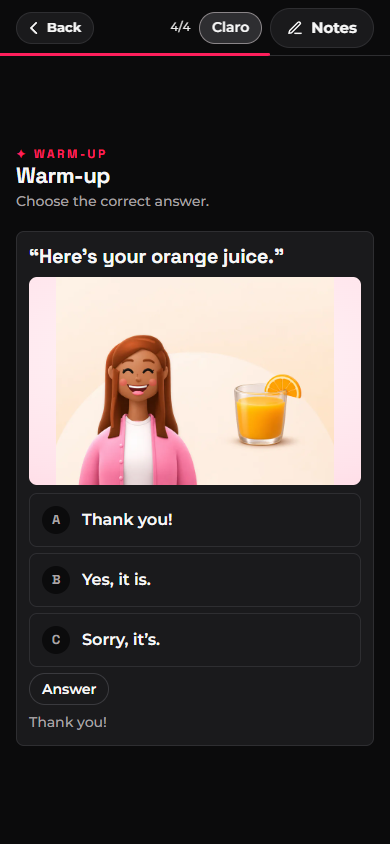 Back
4/4
Claro
Notes
✦ WARM-UP
Warm-up
Choose the correct answer.
“Here’s your orange juice.”
A Thank you!
B Yes, it is.
C Sorry, it’s.
Answer
Thank you!